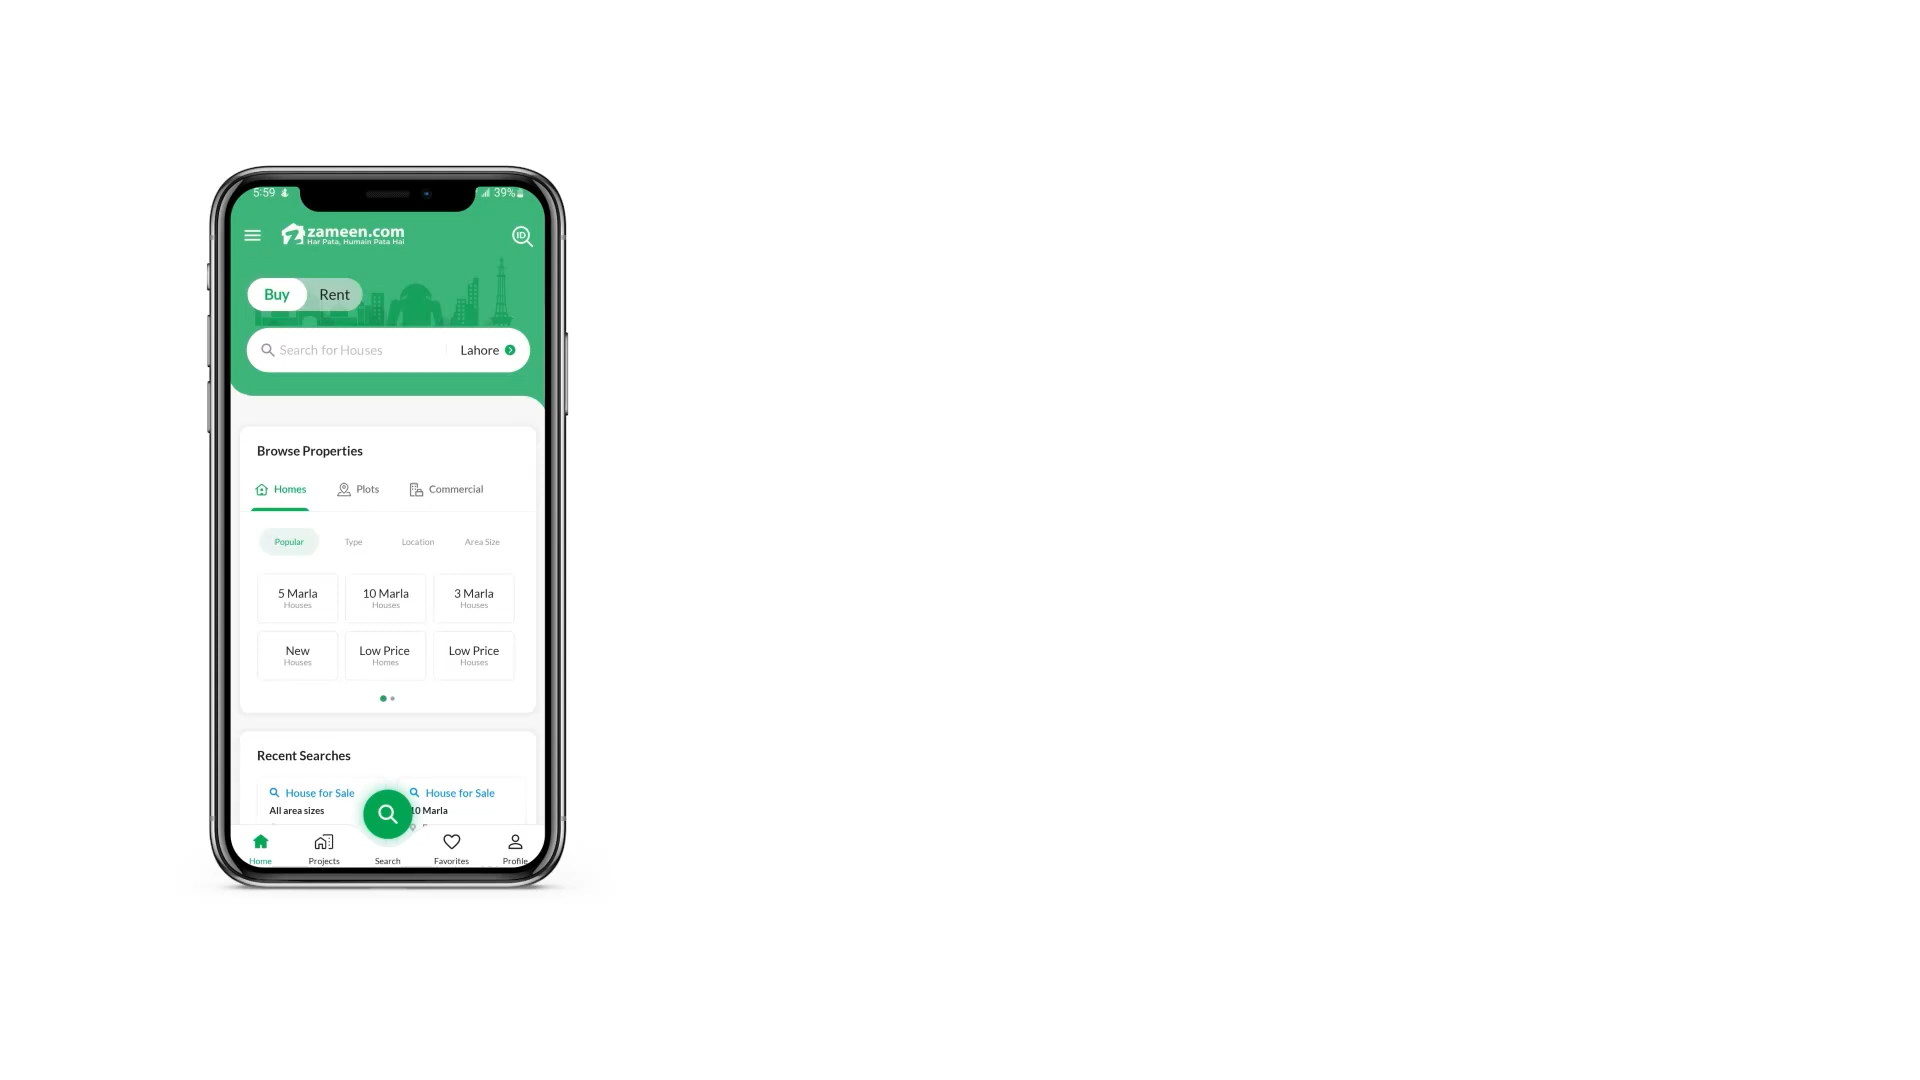 5:59
39%
zameen.com
Har Pata, Humain Pata Hai
ID
Buy Rent
Search for Houses Lahore
Browse Properties
Homes Plots Commercial
Popular Type Location Area Size
5 Marla 10 Marla 3 Marla
Houses Houses Houses
New Low Price Low Price
Houses Homes Houses
Recent Searches
House for Sale House for Sale
All area sizes 10 Marla
Home Projects Search Favorites Profile